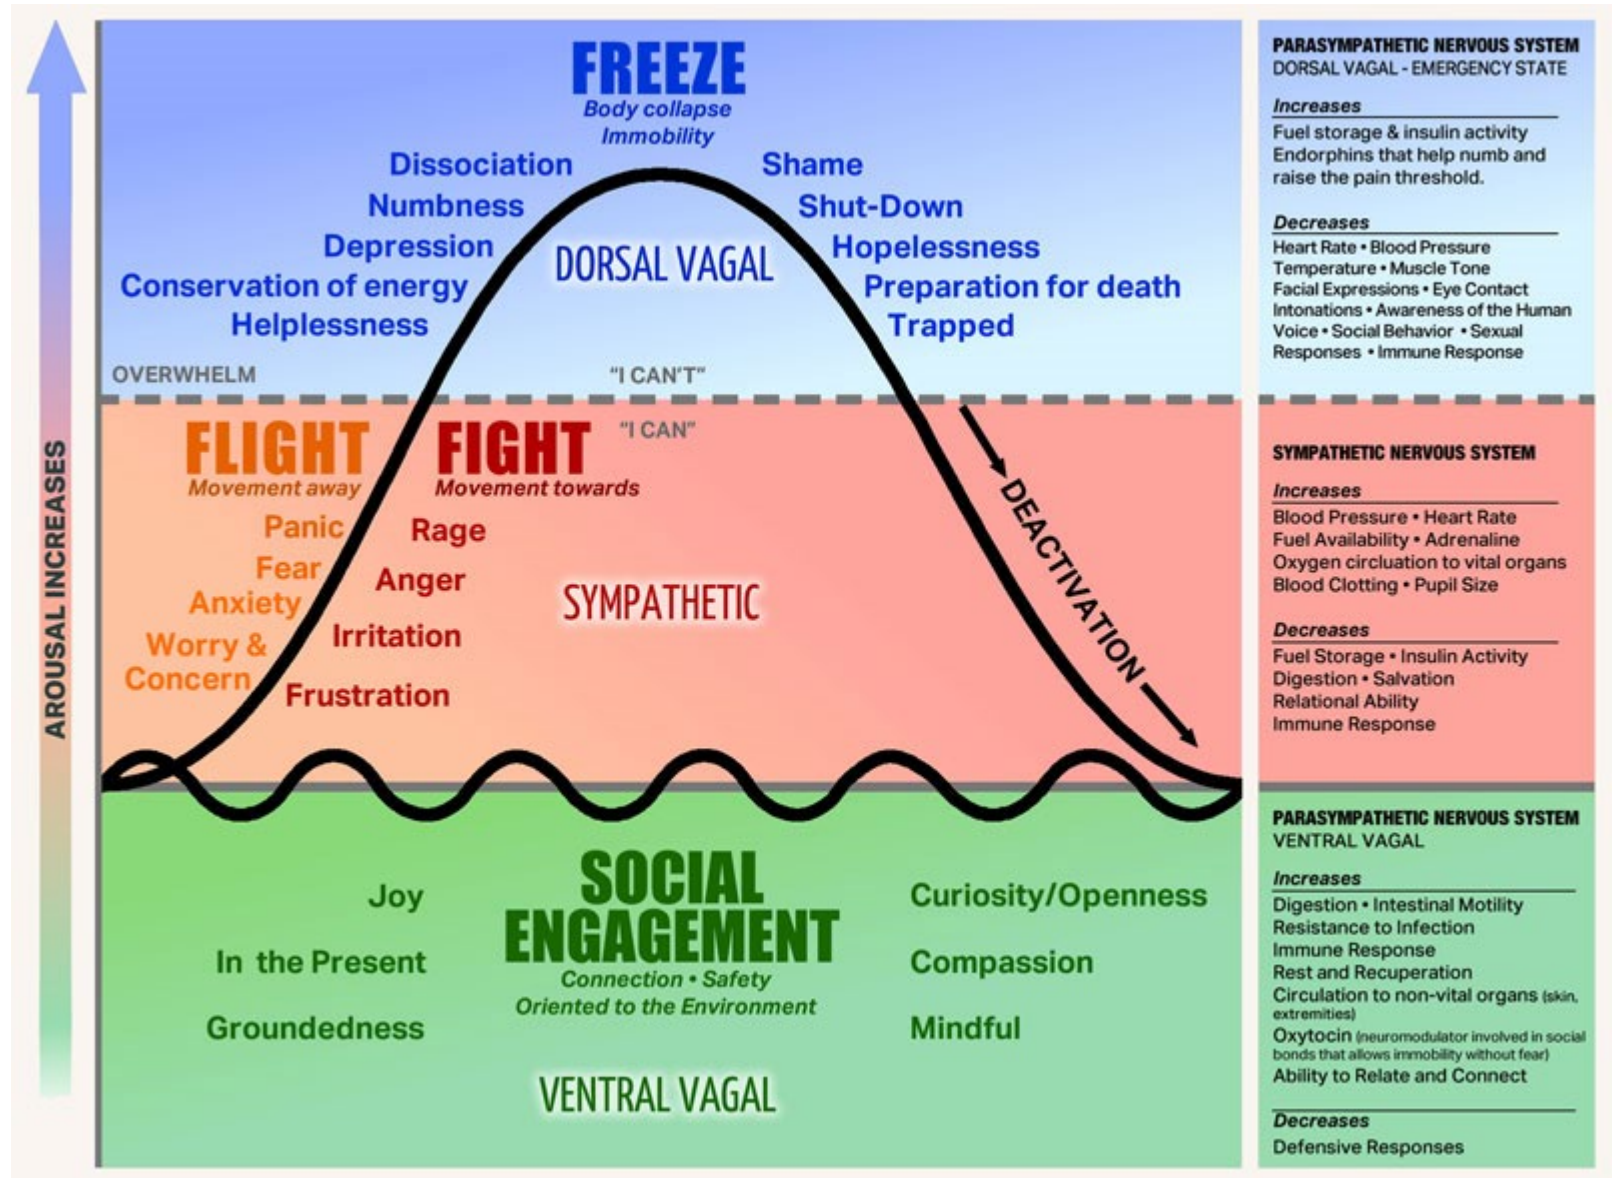 AROUSAL INCREASES
FREEZE
Body collapse
Immobility
Dissociation
Numbness
Depression
Conservation of energy
Helplessness
Shame
Shut-Down
Hopelessness
Preparation for death
Trapped
DORSAL VAGAL
OVERWHELM
"I CAN'T"
"I CAN"
FLIGHT
Movement away
Panic
Fear
Anxiety
Worry &
Concern
FIGHT
Movement towards
Rage
Anger
Irritation
Frustration
SYMPATHETIC
DEACTIVATION
SOCIAL
ENGAGEMENT
Connection • Safety
Oriented to the Environment
Joy
In the Present
Groundedness
Curiosity/Openness
Compassion
Mindful
VENTRAL VAGAL
PARASYMPATHETIC NERVOUS SYSTEM
DORSAL VAGAL - EMERGENCY STATE
Increases
Fuel storage & insulin activity
Endorphins that help numb and
raise the pain threshold.
Decreases
Heart Rate • Blood Pressure
Temperature • Muscle Tone
Facial Expressions • Eye Contact
Intonations • Awareness of the Human
Voice • Social Behavior • Sexual
Responses • Immune Response
SYMPATHETIC NERVOUS SYSTEM
Increases
Blood Pressure • Heart Rate
Fuel Availability • Adrenaline
Oxygen circluation to vital organs
Blood Clotting • Pupil Size
Decreases
Fuel Storage • Insulin Activity
Digestion • Salvation
Relational Ability
Immune Response
PARASYMPATHETIC NERVOUS SYSTEM
VENTRAL VAGAL
Increases
Digestion • Intestinal Motility
Resistance to Infection
Immune Response
Rest and Recuperation
Circulation to non-vital organs (skin,
extremities)
Oxytocin (neuromodulator involved in social
bonds that allows immobility without fear)
Ability to Relate and Connect
Decreases
Defensive Responses